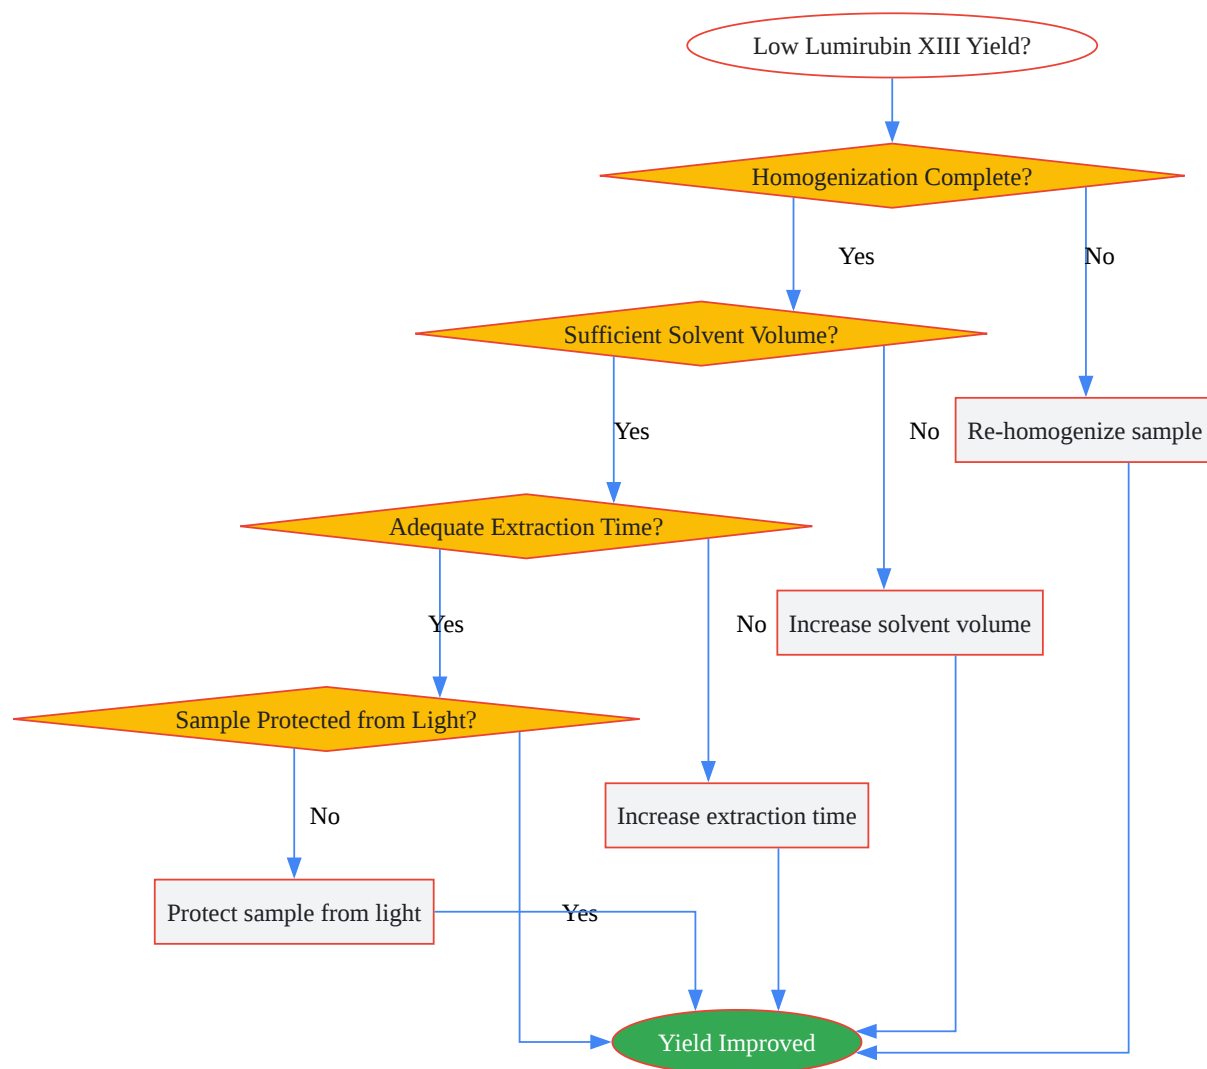 Low Lumirubin XIII Yield?
Homogenization Complete?
Yes
No
Sufficient Solvent Volume?
Yes
No
Re-homogenize sample
Adequate Extraction Time?
Yes
No
Increase solvent volume
Sample Protected from Light?
No
Increase extraction time
Protect sample from light
Yes
Yield Improved